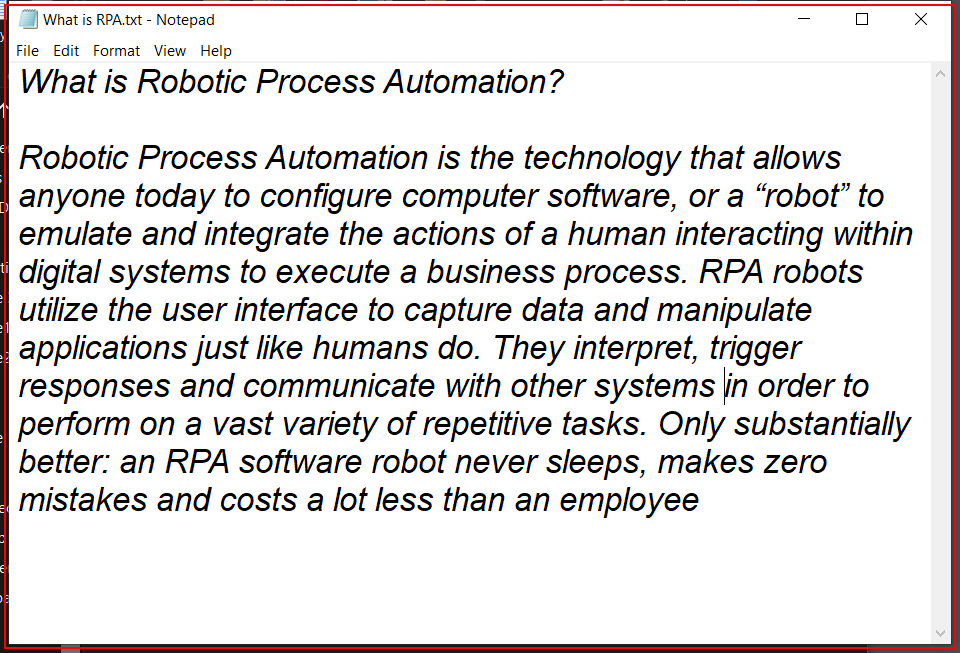 What is RPA.txt - Notepad
File Edit Format View Help
What is Robotic Process Automation?
Robotic Process Automation is the technology that allows
anyone today to configure computer software, or a “robot” to
emulate and integrate the actions of a human interacting within
digital systems to execute a business process. RPA robots
utilize the user interface to capture data and manipulate
applications just like humans do. They interpret, trigger
responses and communicate with other systems in order to
perform on a vast variety of repetitive tasks. Only substantially
better: an RPA software robot never sleeps, makes zero
mistakes and costs a lot less than an employee